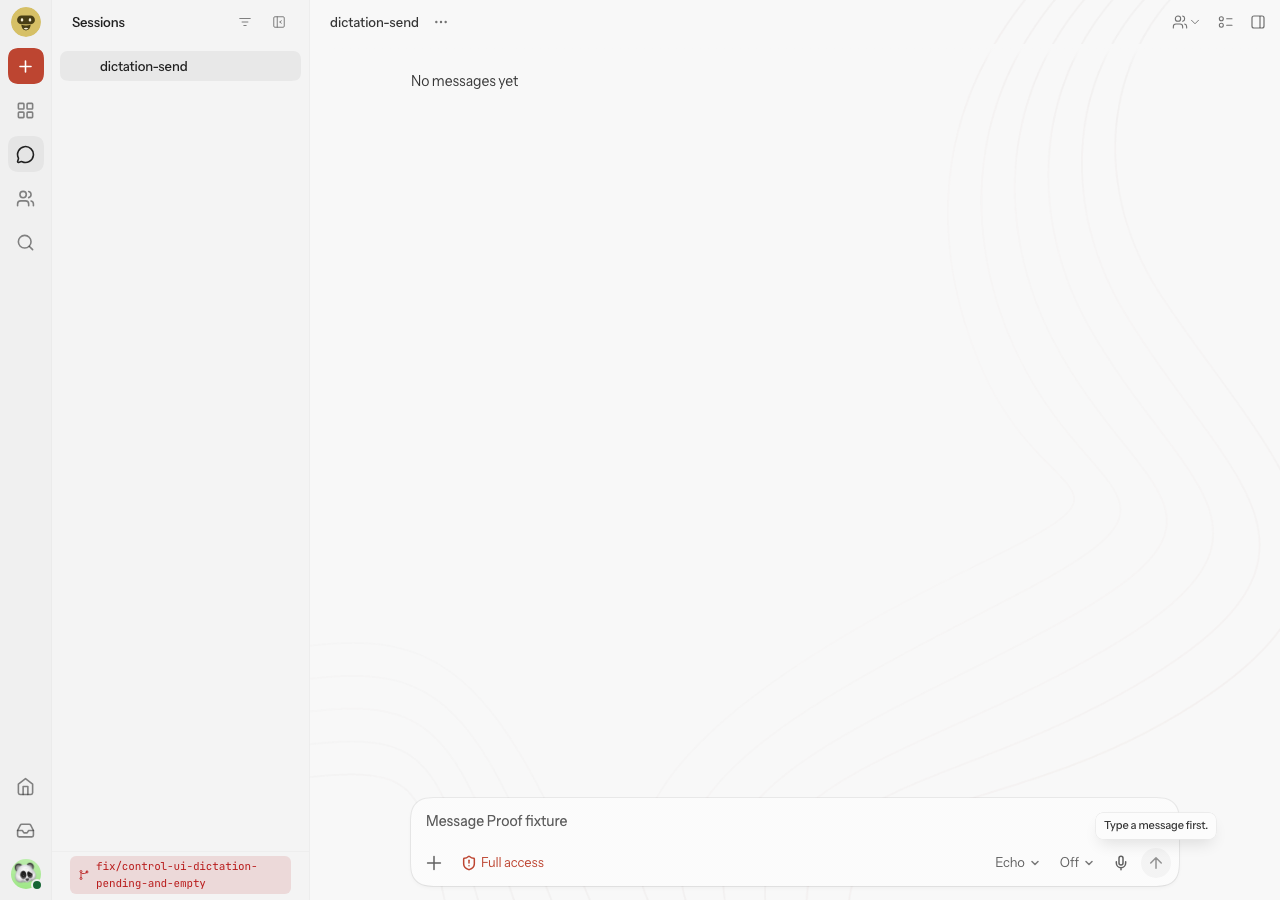 Sessions
dictation-send
dictation-send
No messages yet
Message Proof fixture
Type a message first.
Full access
Echo
Off
fix/control-ui-dictation-
pending-and-empty